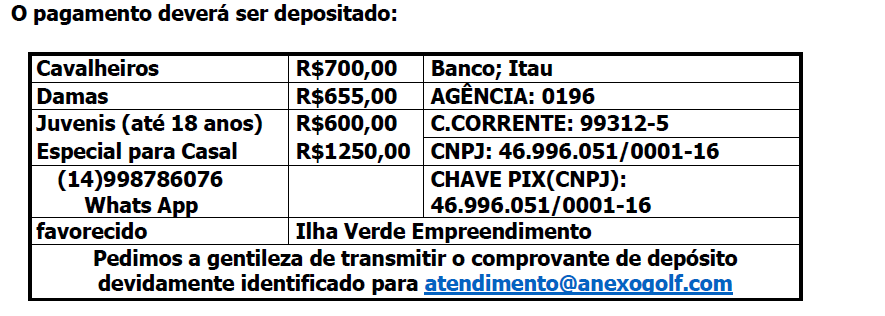 O pagamento deverá ser depositado:
Cavalheiros R$700,00 Banco; Itau
Damas R$655,00 AGÊNCIA: 0196
Juvenis (até 18 anos) R$600,00 C.CORRENTE: 99312-5
Especial para Casal R$1250,00 CNPJ: 46.996.051/0001-16
(14)998786076 CHAVE PIX(CNPJ):
Whats App 46.996.051/0001-16
favorecido Ilha Verde Empreendimento
Pedimos a gentileza de transmitir o comprovante de depósito
devidamente identificado para atendimento@anexogolf.com